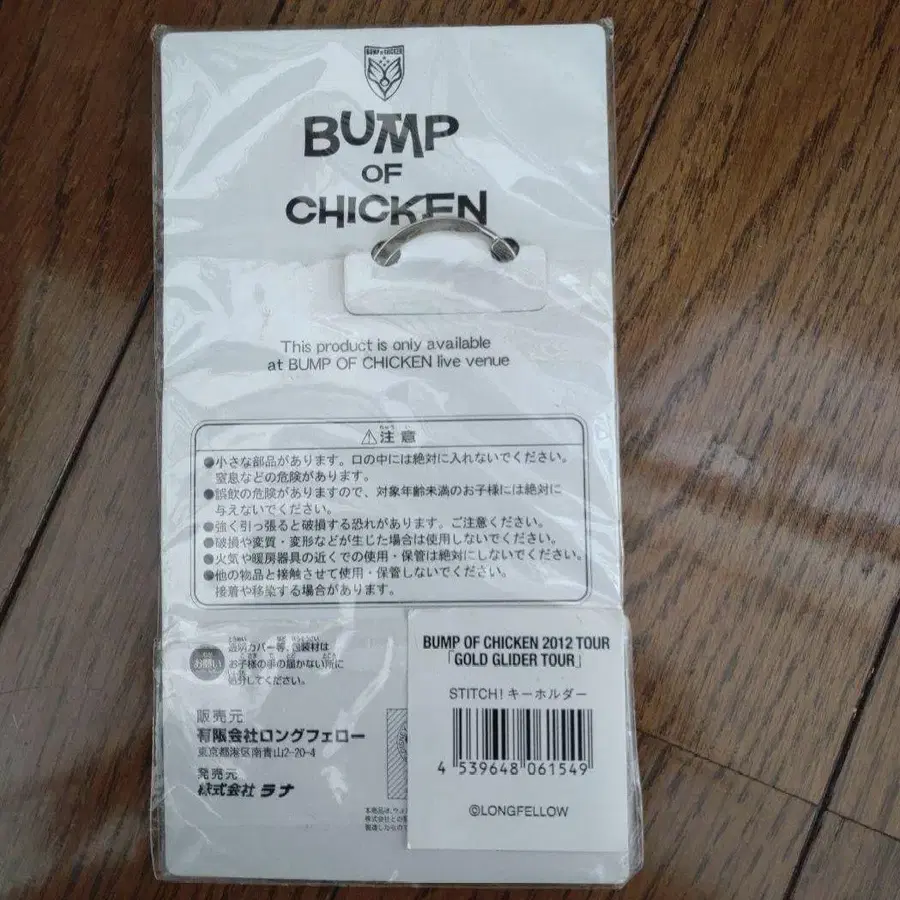 BUMP OF CHICKEN
BUMP
OF
CHICKEN
This product is only available
at BUMP OF CHICKEN live venue
⚠注意
●小さな部品があります。口の中には絶対に入れないでください。
窒息などの危険があります。
●誤飲の危険がありますので、対象年齢未満のお子様には絶対に
与えないでください。
●強く引っ張ると破損する恐れがあります。ご注意ください。
●破損や変質・変形などが生じた場合は使用しないでください。
●火気や暖房器具の近くでの使用・保管は絶対にしないでください。
●他の物品と接触させて使用・保管しないでください。
接着や移染する場合があります。
お願い
透明カバー等、包装材は
お子様の手の届かない所に
処分してください。
販売元
有限会社ロングフェロー
東京都港区南青山2-20-4
発売元
株式会社 ラナ
BUMP OF CHICKEN 2012 TOUR
「GOLD GLIDER TOUR」
STITCH! キーホルダー
4 539648 061549
©LONGFELLOW